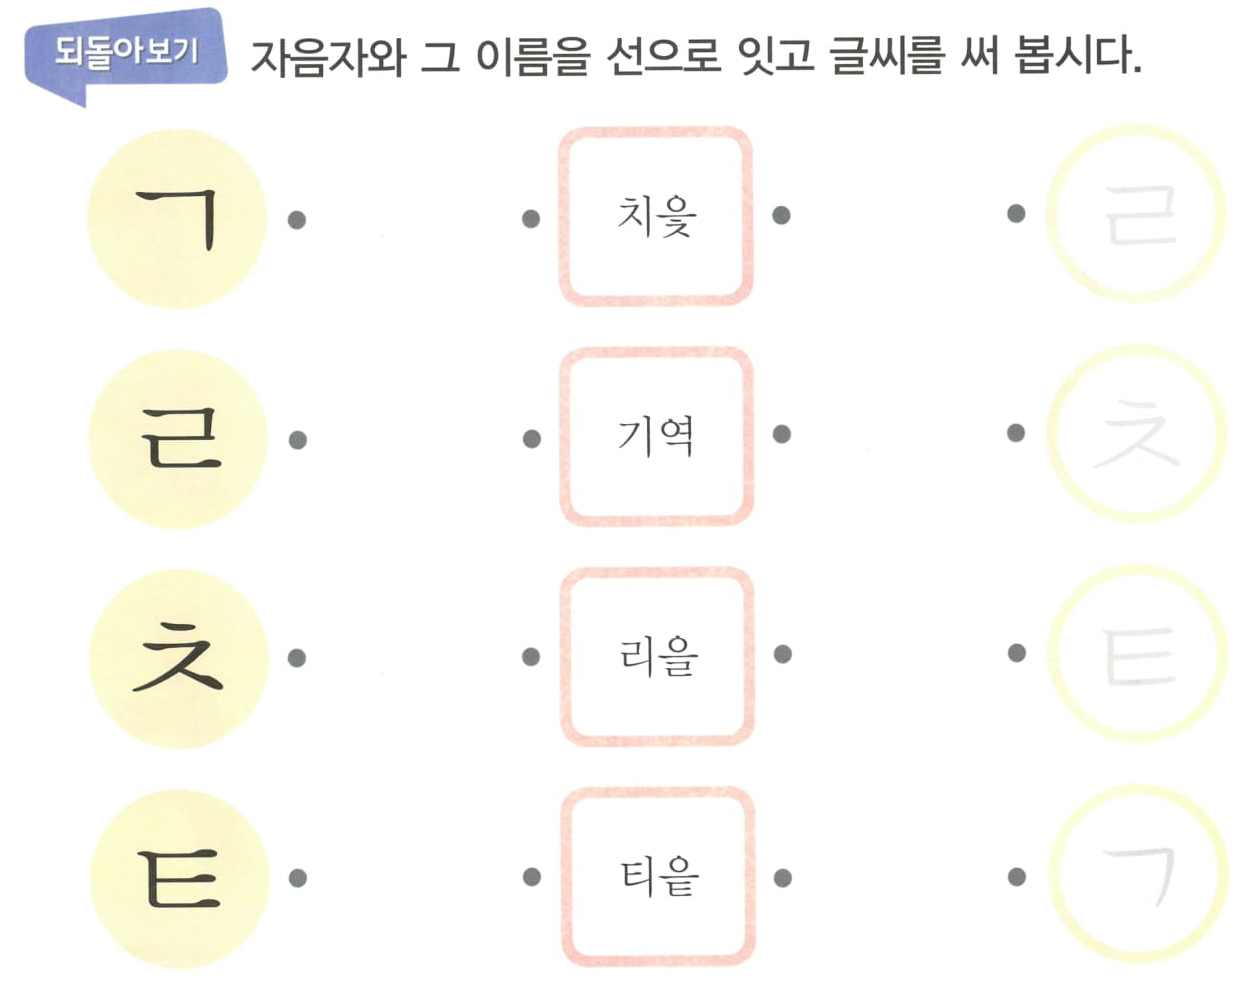 되돌아보기 자음자와 그 이름을 선으로 잇고 글씨를 써 봅시다.
ㄱ 치읓 ㄹ
ㄹ 기역 ㅊ
ㅊ 리을 ㅌ
ㅌ 티읕 ㄱ